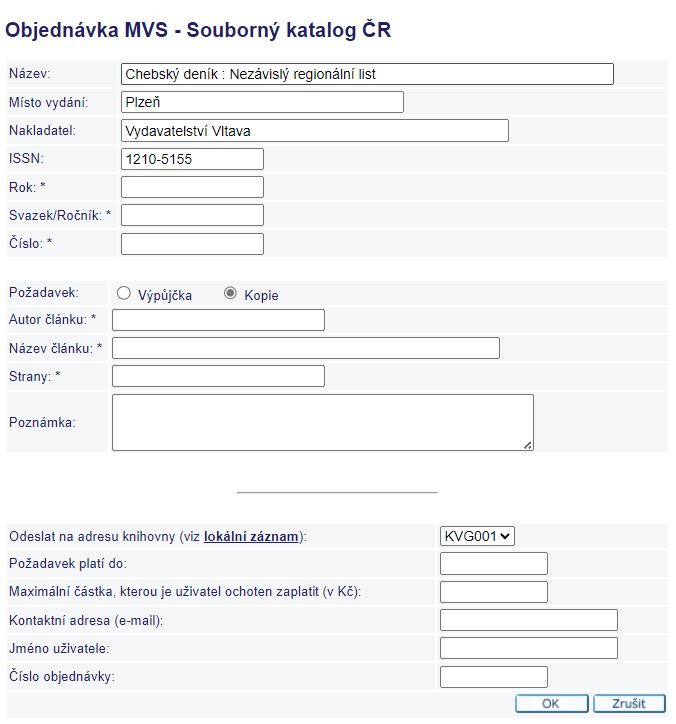 Objednávka MVS - Souborný katalog ČR
Název: Chebský deník : Nezávislý regionální list
Místo vydání: Plzeň
Nakladatel: Vydavatelství Vltava
ISSN: 1210-5155
Rok: *
Svazek/Ročník: *
Číslo: *
Požadavek: Výpůjčka Kopie
Autor článku: *
Název článku: *
Strany: *
Poznámka:
Odeslat na adresu knihovny (viz lokální záznam): KVG001
Požadavek platí do:
Maximální částka, kterou je uživatel ochoten zaplatit (v Kč):
Kontaktní adresa (e-mail):
Jméno uživatele:
Číslo objednávky:
OK Zrušit